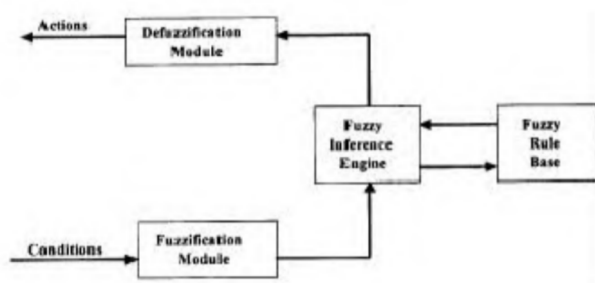 Actions
Defuzzification
Module
Fuzzy
Inference
Engine
Fuzzy
Rule
Base
Conditions
Fuzzification
Module